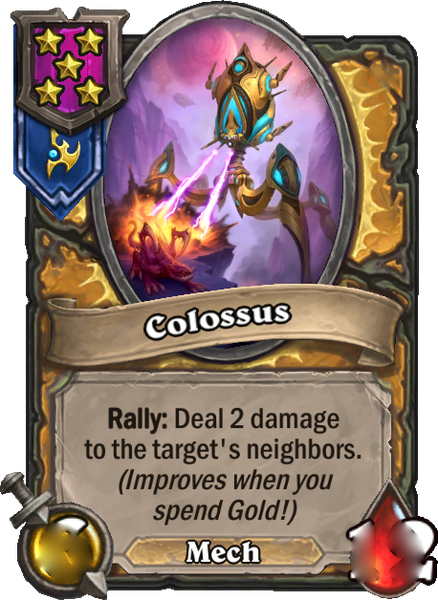 Colossus
Rally: Deal 2 damage
to the target's neighbors.
(Improves when you
spend Gold!)
Mech